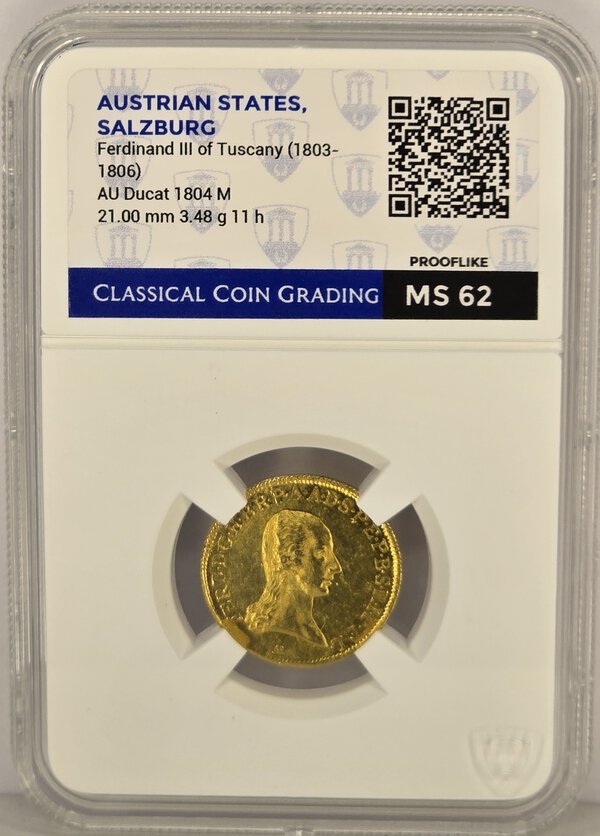 AUSTRIAN STATES,
SALZBURG
Ferdinand III of Tuscany (1803-
1806)
AU Ducat 1804 M
21.00 mm 3.48 g 11 h
PROOFLIKE
CLASSICAL COIN GRADING
MS 62